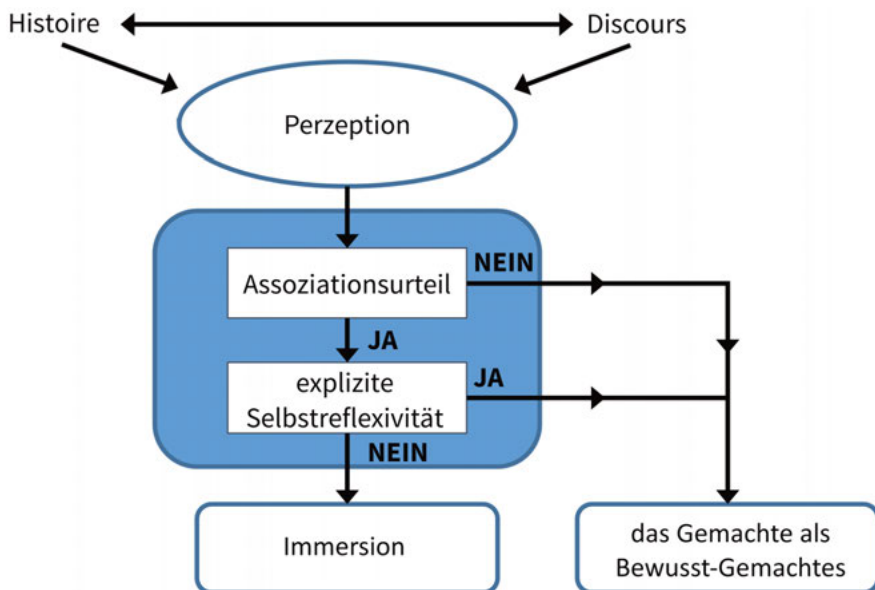 Histoire
Discours
Perzeption
Assoziationsurteil
NEIN
JA
explizite
Selbstreflexivität
JA
NEIN
Immersion
das Gemachte als
Bewusst-Gemachtes